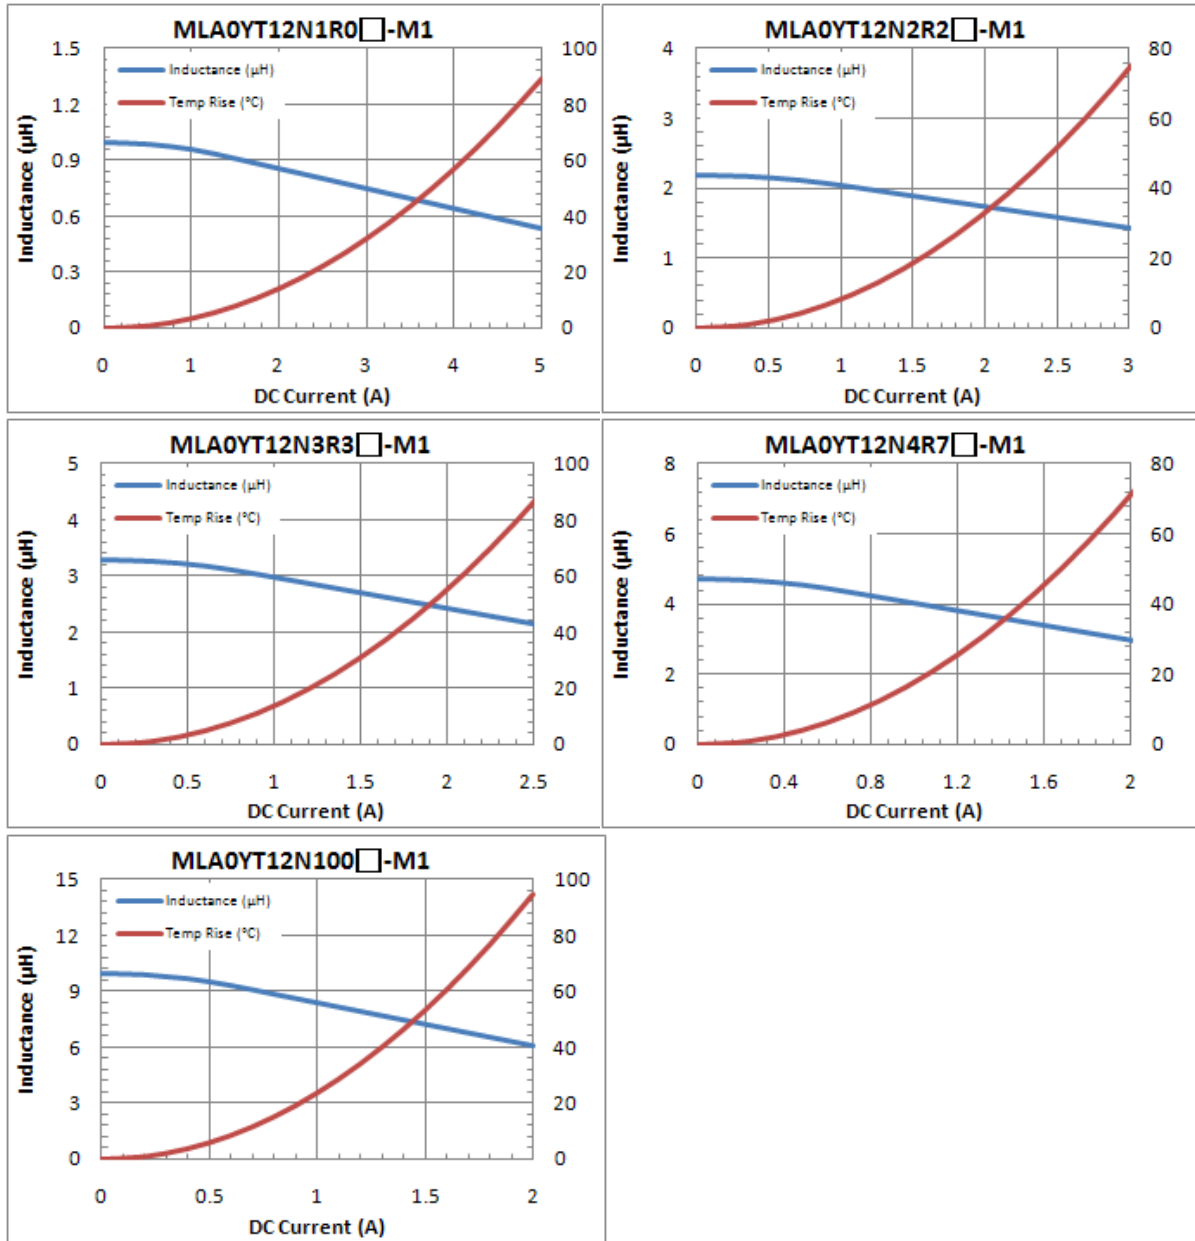 MLA0YT12N1R0□-M1
1.5
1.2
0.9
0.6
0.3
0
100
80
60
40
20
0
Inductance (µH)
Temp Rise (°C)
Inductance (µH)
0 1 2 3 4 5
DC Current (A)
MLA0YT12N2R2□-M1
4
3
2
1
0
80
60
40
20
0
Inductance (µH)
Temp Rise (°C)
Inductance (µH)
0 0.5 1 1.5 2 2.5 3
DC Current (A)
MLA0YT12N3R3□-M1
5
4
3
2
1
0
100
80
60
40
20
0
Inductance (µH)
Temp Rise (°C)
Inductance (µH)
0 0.5 1 1.5 2 2.5
DC Current (A)
MLA0YT12N4R7□-M1
8
6
4
2
0
80
60
40
20
0
Inductance (µH)
Temp Rise (°C)
Inductance (µH)
0 0.4 0.8 1.2 1.6 2
DC Current (A)
MLA0YT12N100□-M1
15
12
9
6
3
0
100
80
60
40
20
0
Inductance (µH)
Temp Rise (°C)
Inductance (µH)
0 0.5 1 1.5 2
DC Current (A)